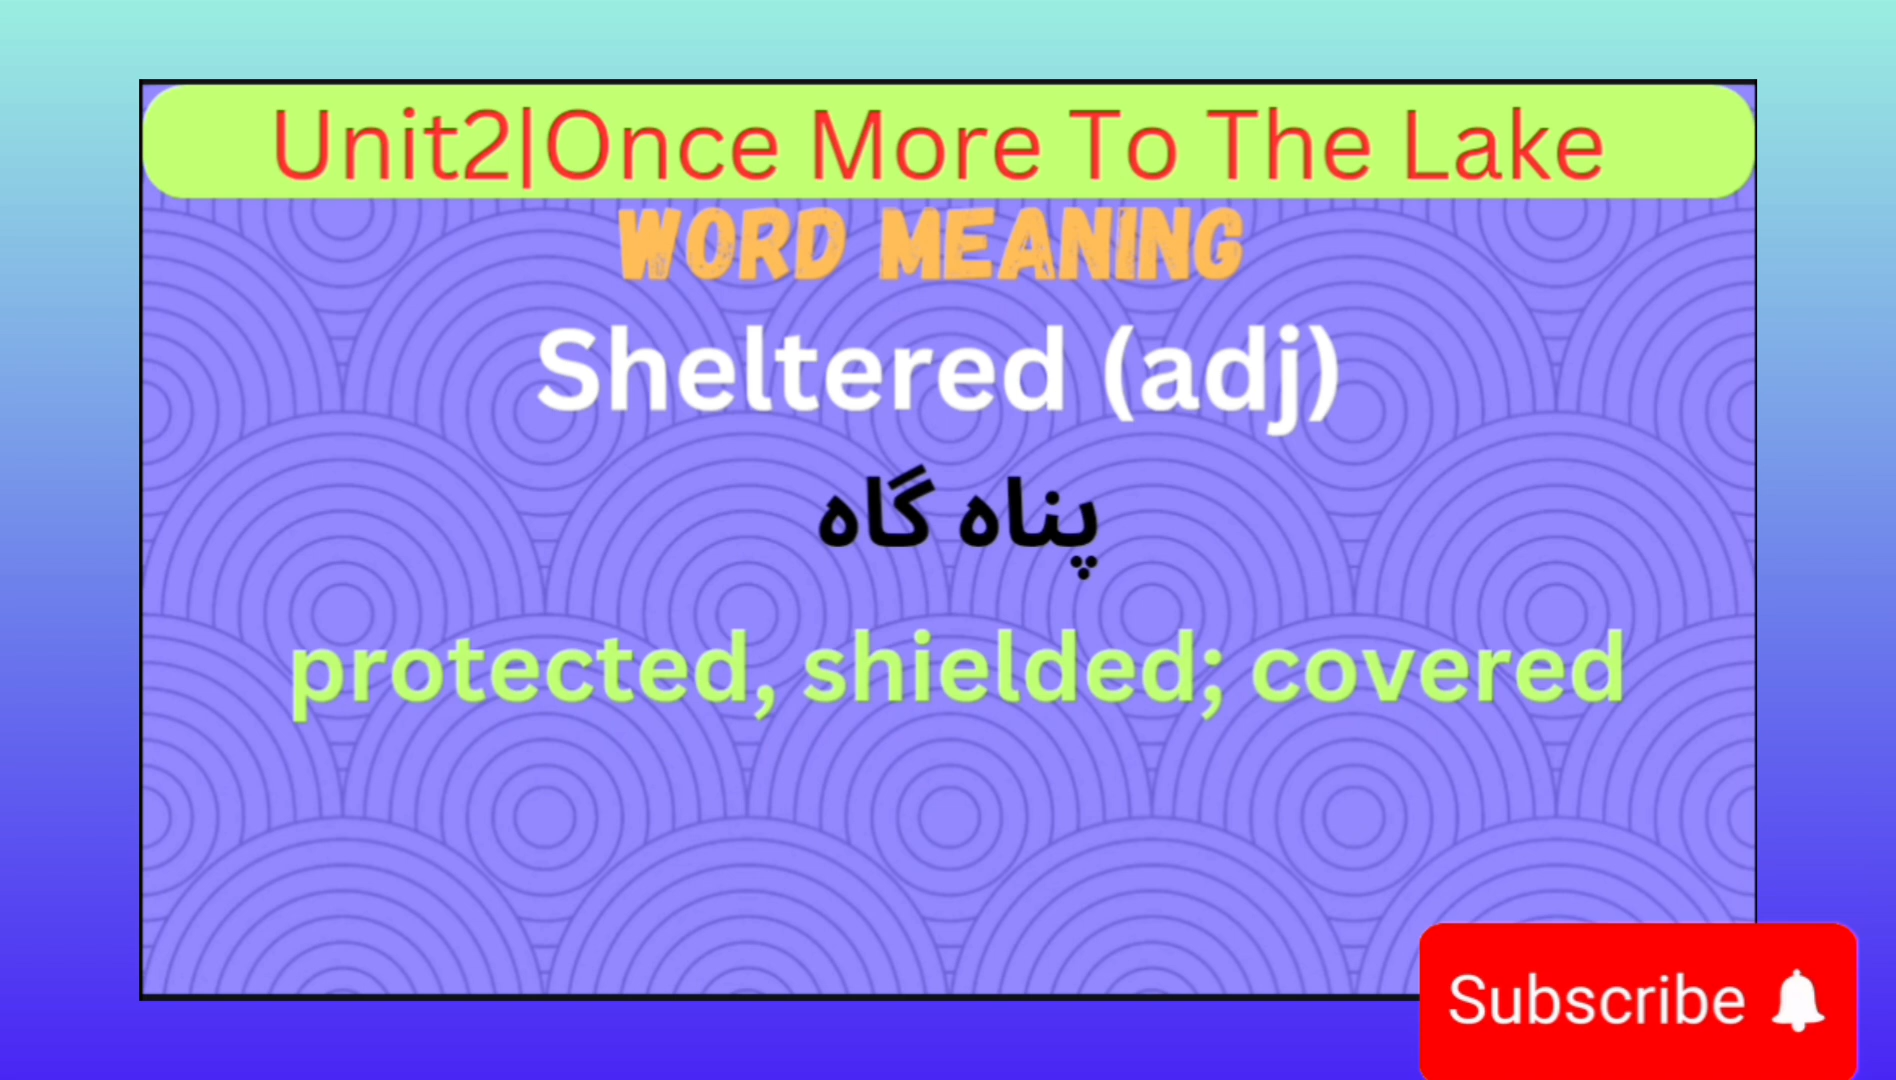 Unit2|Once More To The Lake
WORD MEANING
Sheltered (adj)
پناہ گاہ
protected, shielded; covered
Subscribe